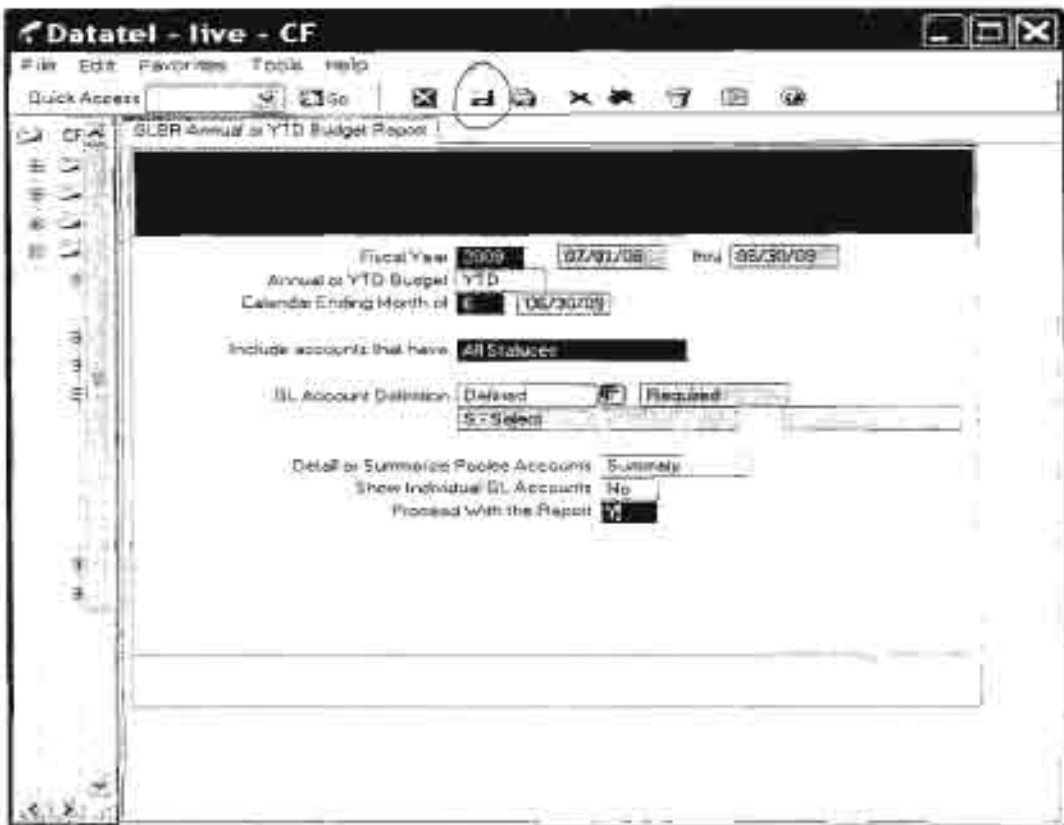 Datatel - live - CF
File Edit Favorites Tools Help
Quick Access Go
CF
GLBR Annual or YTD Budget Report
Fiscal Year 2009 07/01/08 thru 06/30/09
Annual or YTD Budget YTD
Calendar Ending Month of 6 06/30/09
Include accounts that have All Statuses
GL Account Definition Defined Required
S - Select
Detail or Summarize Poolee Accounts Summary
Show Individual GL Accounts No
Proceed With the Report Y